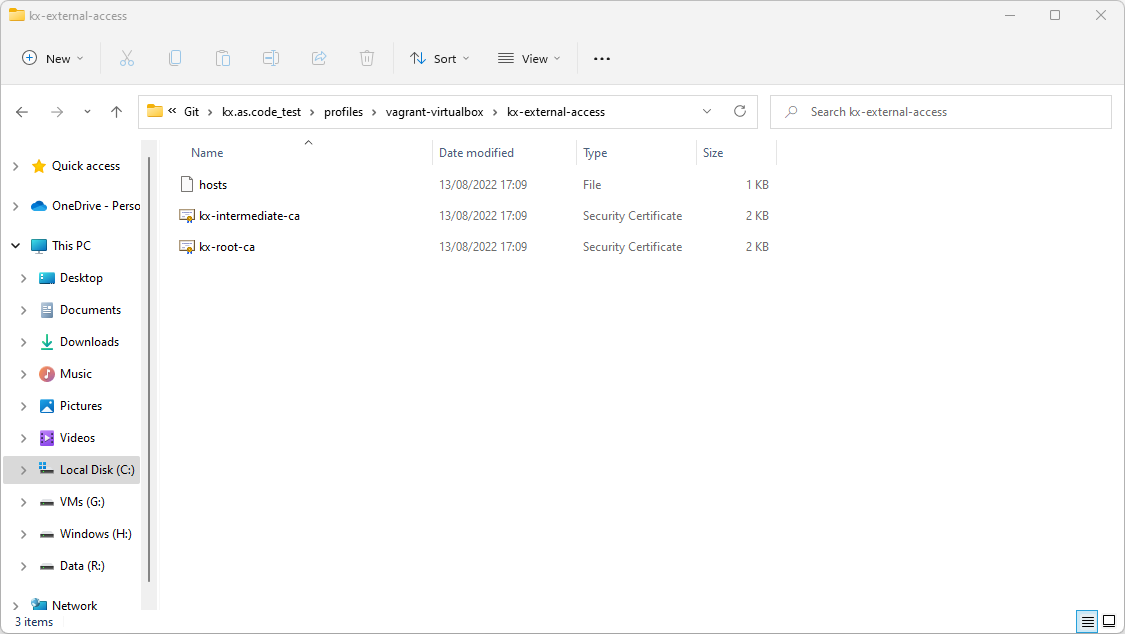 kx-external-access
New
Sort
View
« Git > kx.as.code_test > profiles > vagrant-virtualbox > kx-external-access
Search kx-external-access
Name Date modified Type Size
hosts 13/08/2022 17:09 File 1 KB
kx-intermediate-ca 13/08/2022 17:09 Security Certificate 2 KB
kx-root-ca 13/08/2022 17:09 Security Certificate 2 KB
Quick access
OneDrive - Perso
This PC
Desktop
Documents
Downloads
Music
Pictures
Videos
Local Disk (C:)
VMs (G:)
Windows (H:)
Data (R:)
Network
3 items